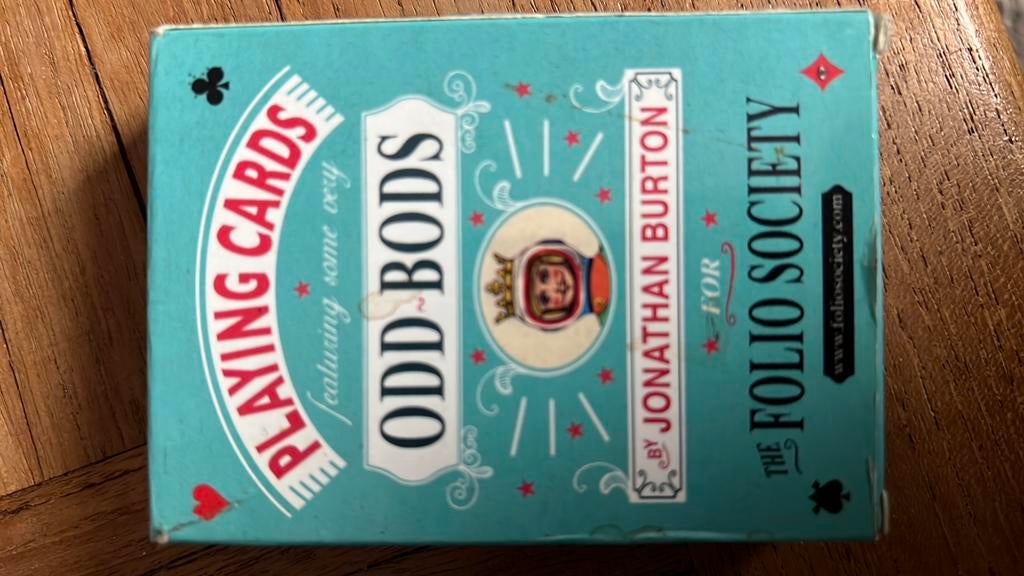 PLAYING CARDS
featuring some very
ODD~BODS
BY JONATHAN BURTON
FOR
THE FOLIO SOCIETY
www.foliosociety.com